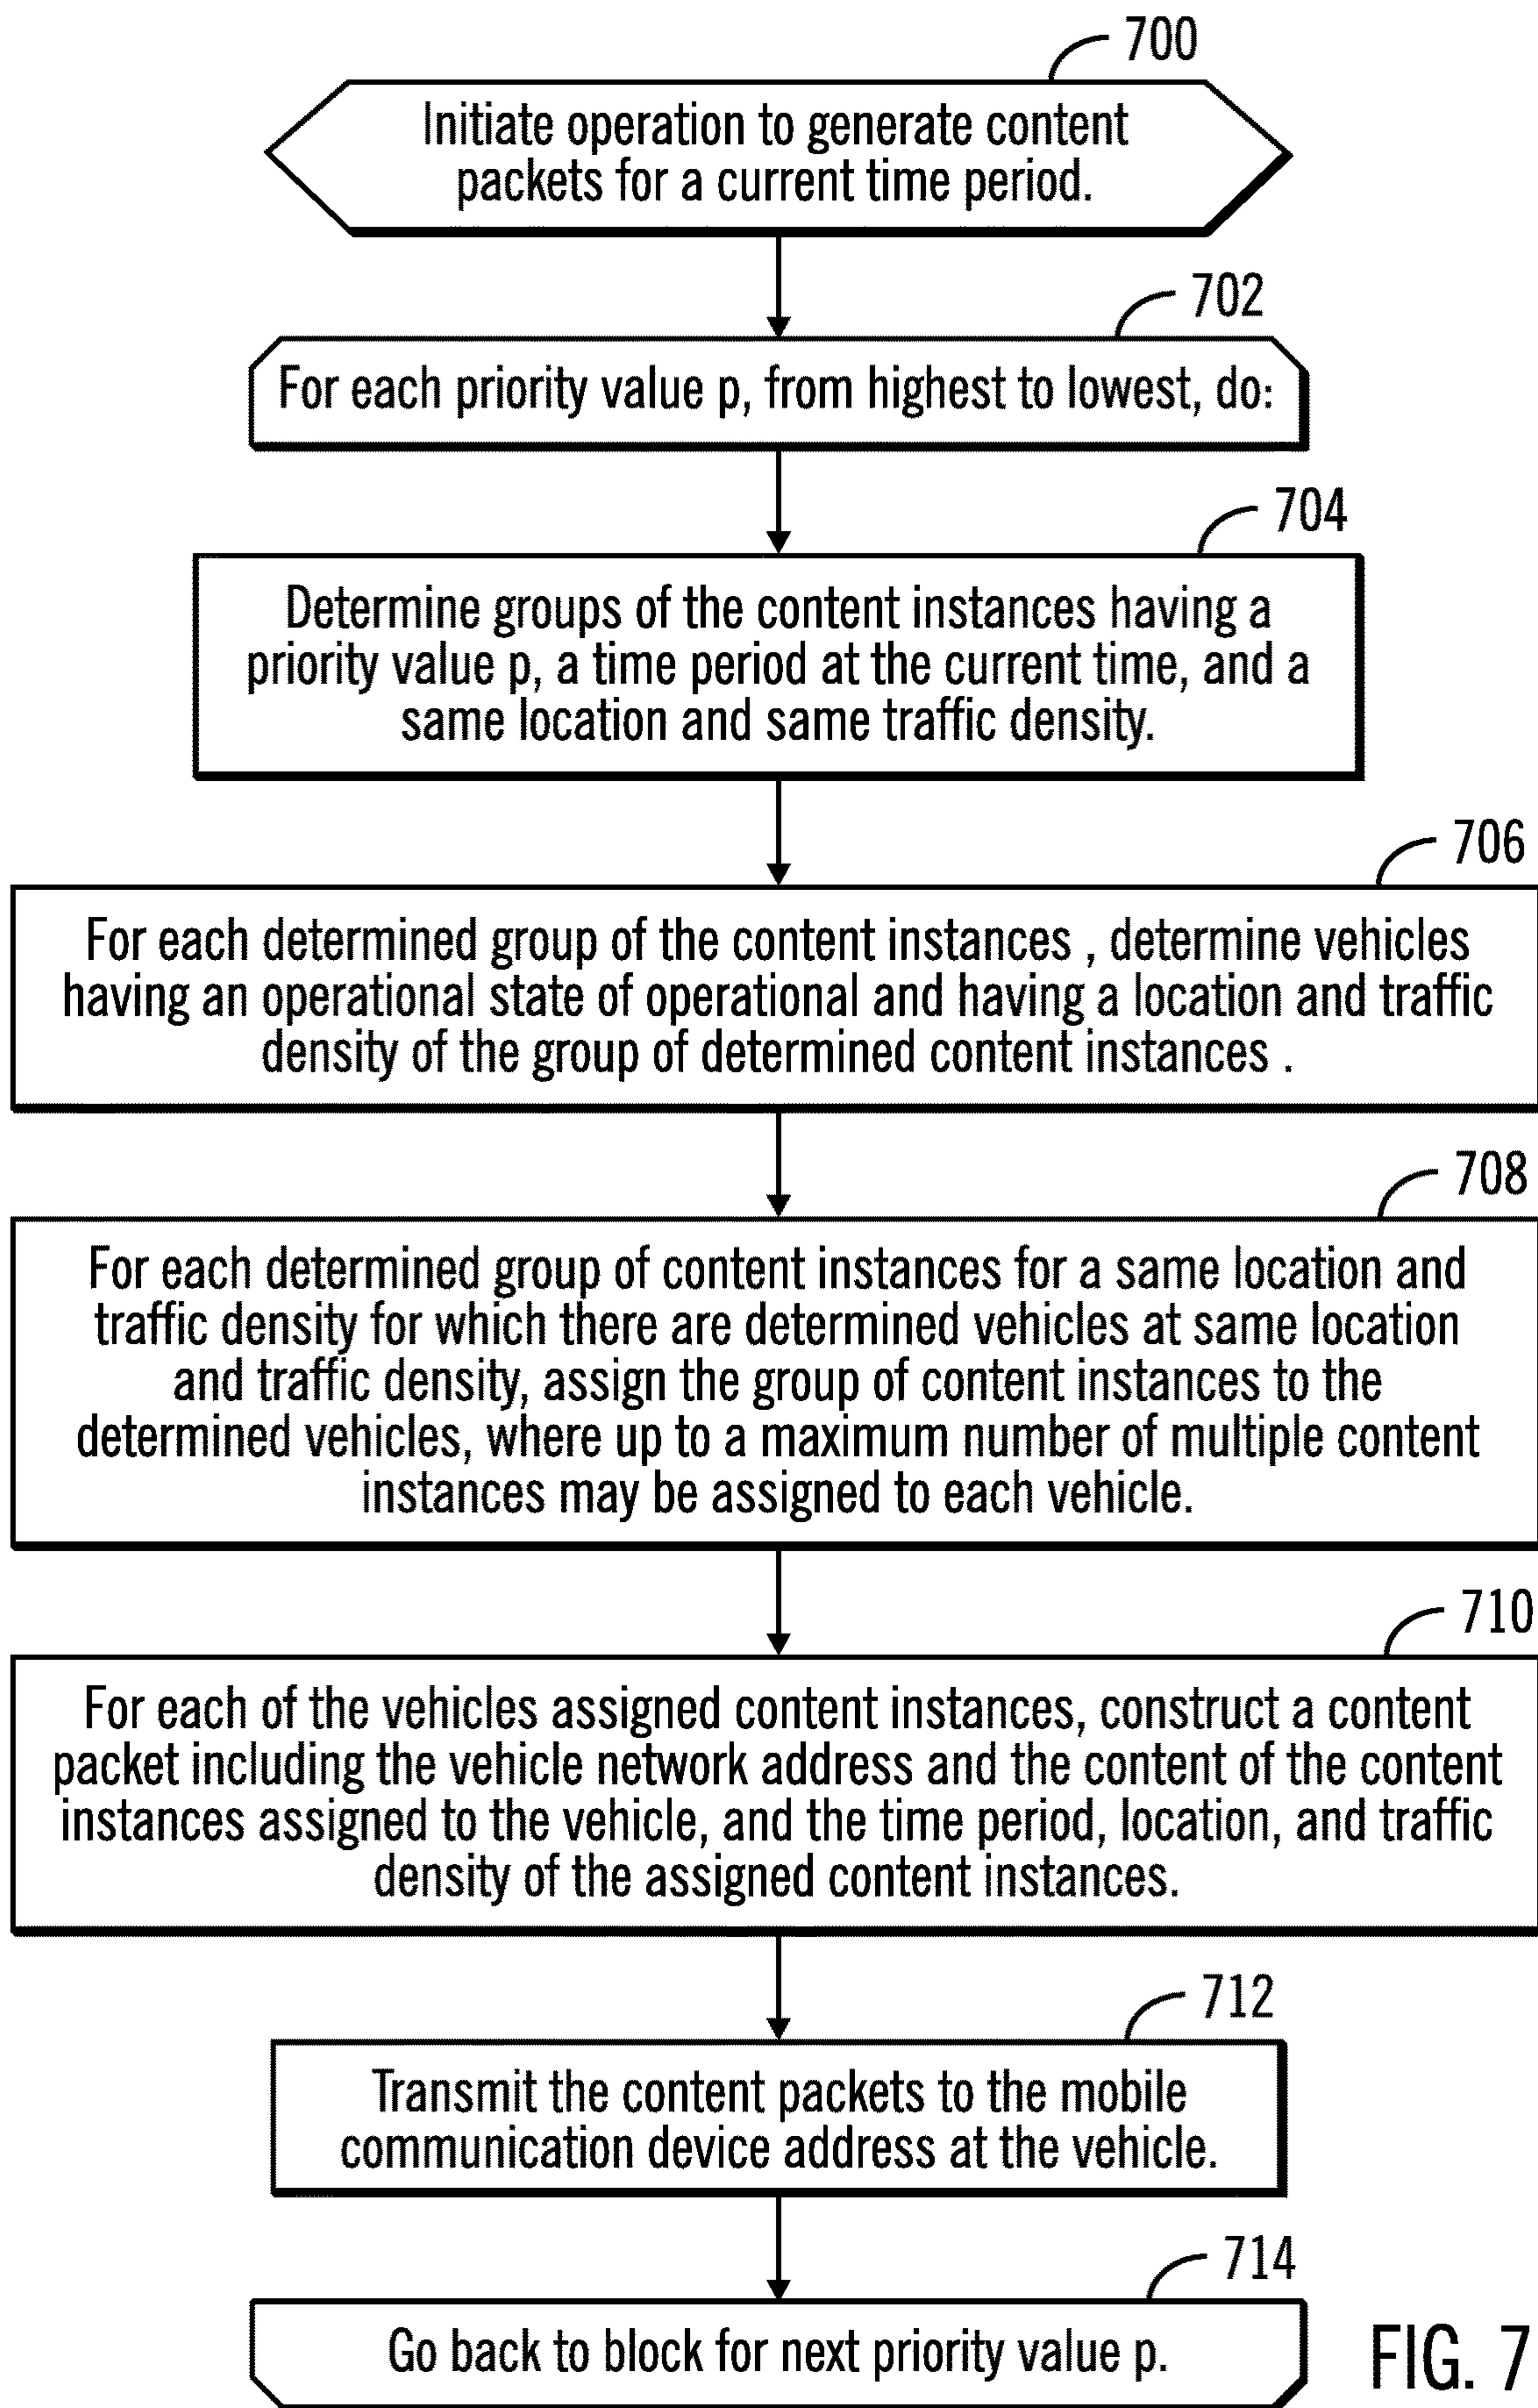 700
Initiate operation to generate content
packets for a current time period.
702
For each priority value p, from highest to lowest, do:
704
Determine groups of the content instances having a
priority value p, a time period at the current time, and a
same location and same traffic density.
706
For each determined group of the content instances , determine vehicles
having an operational state of operational and having a location and traffic
density of the group of determined content instances .
708
For each determined group of content instances for a same location and
traffic density for which there are determined vehicles at same location
and traffic density, assign the group of content instances to the
determined vehicles, where up to a maximum number of multiple content
instances may be assigned to each vehicle.
710
For each of the vehicles assigned content instances, construct a content
packet including the vehicle network address and the content of the content
instances assigned to the vehicle, and the time period, location, and traffic
density of the assigned content instances.
712
Transmit the content packets to the mobile
communication device address at the vehicle.
714
Go back to block for next priority value p.
FIG. 7